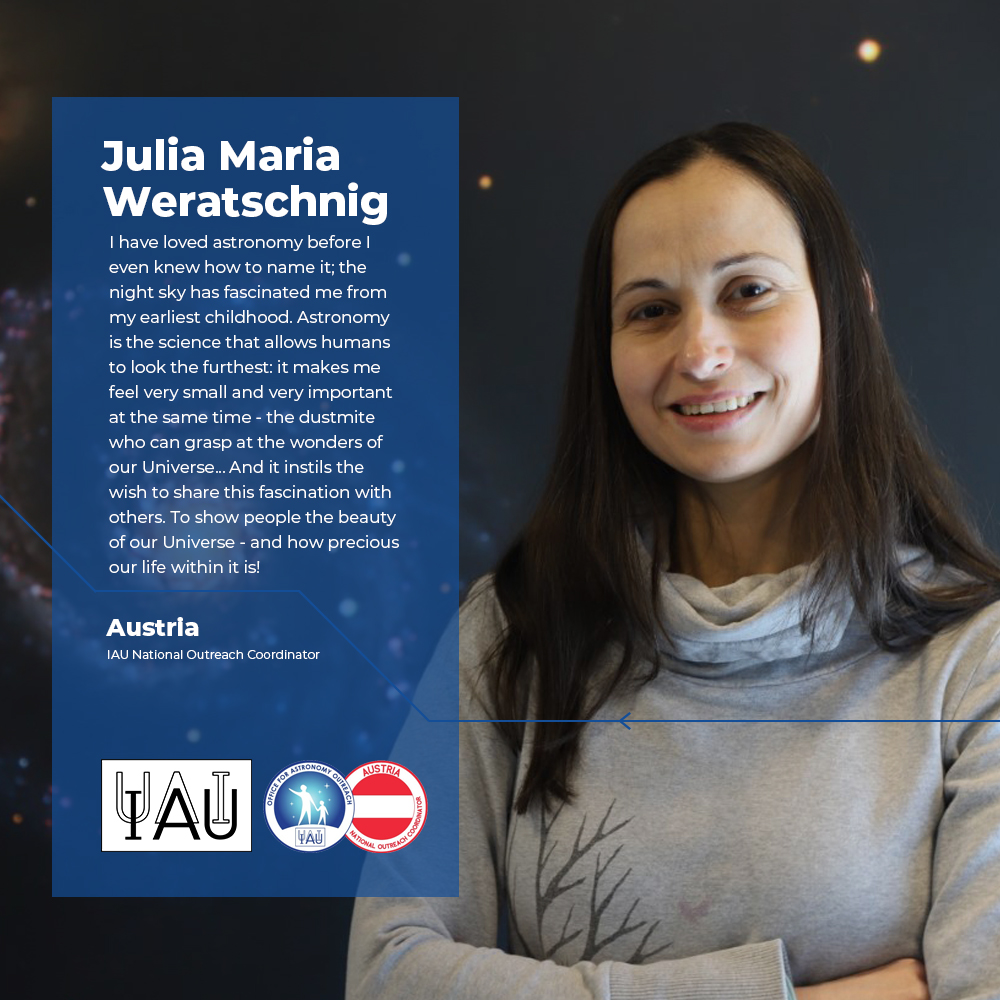 Julia Maria
Weratschnig
I have loved astronomy before I
even knew how to name it; the
night sky has fascinated me from
my earliest childhood. Astronomy
is the science that allows humans
to look the furthest: it makes me
feel very small and very important
at the same time - the dustmite
who can grasp at the wonders of
our Universe... And it instils the
wish to share this fascination with
others. To show people the beauty
of our Universe - and how precious
our life within it is!
Austria
IAU National Outreach Coordinator
UAI
IAU
OFFICE FOR ASTRONOMY OUTREACH
UAI
IAU
AUSTRIA
NATIONAL OUTREACH COORDINATOR